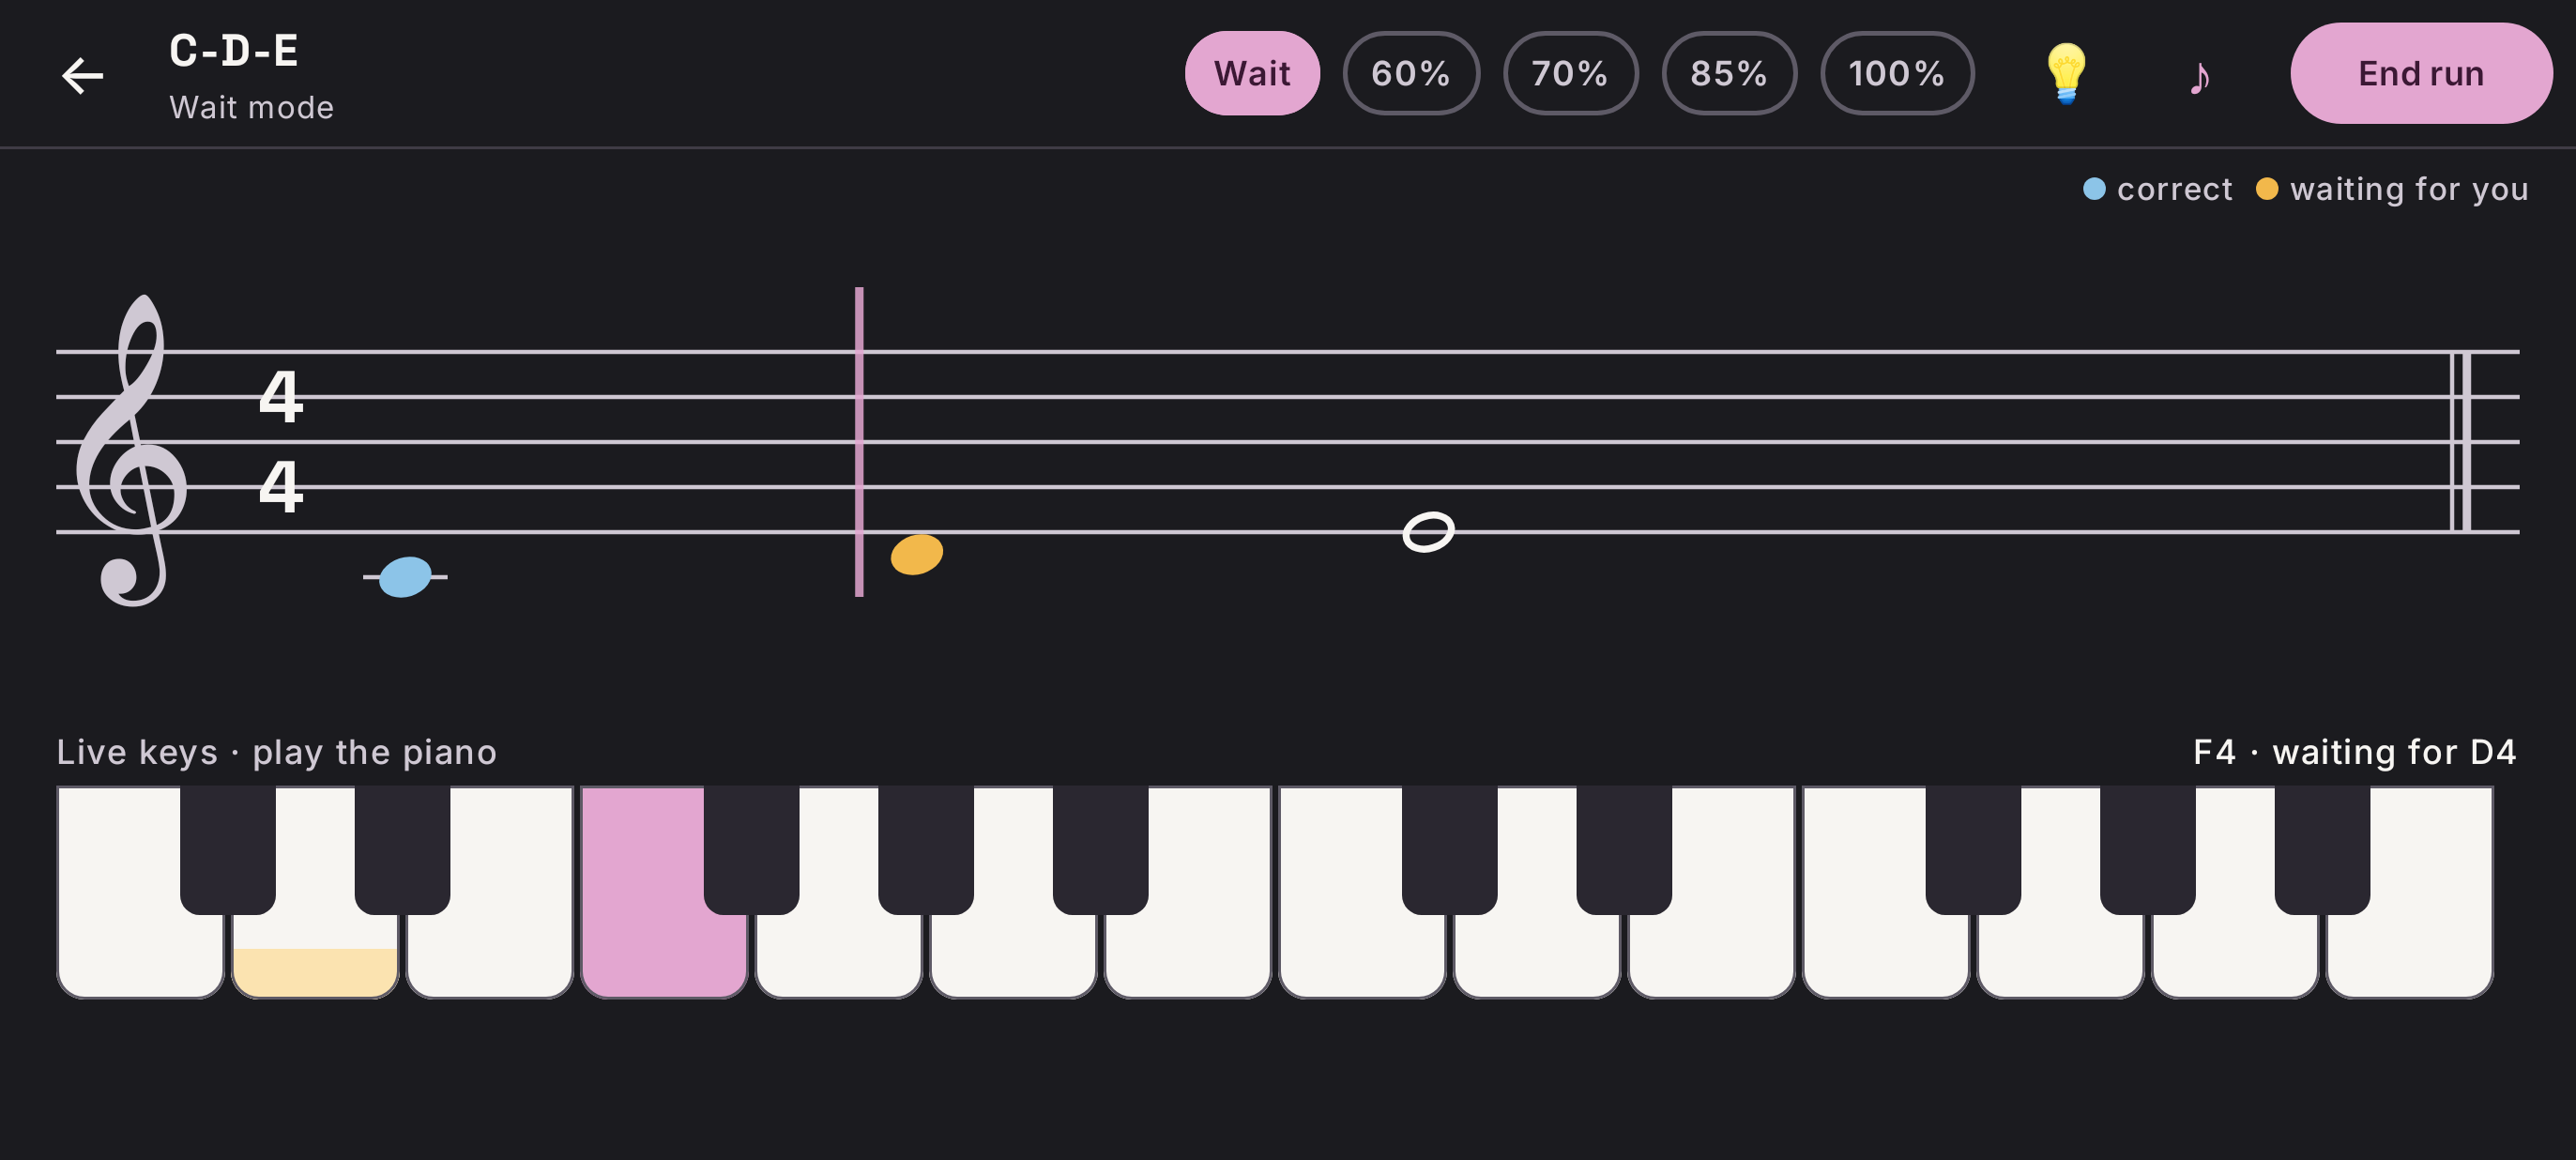 C-D-E
Wait mode
Wait 60% 70% 85% 100% End run
correct waiting for you
4
4
Live keys · play the piano
F4 · waiting for D4